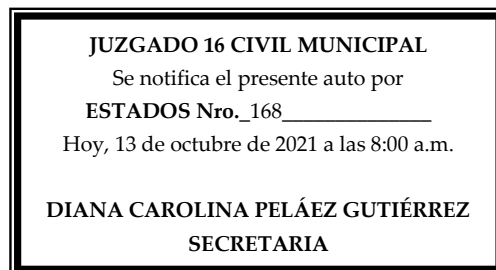 JUZGADO 16 CIVIL MUNICIPAL
Se notifica el presente auto por
ESTADOS Nro._168______________
Hoy, 13 de octubre de 2021 a las 8:00 a.m.
DIANA CAROLINA PELÁEZ GUTIÉRREZ
SECRETARIA